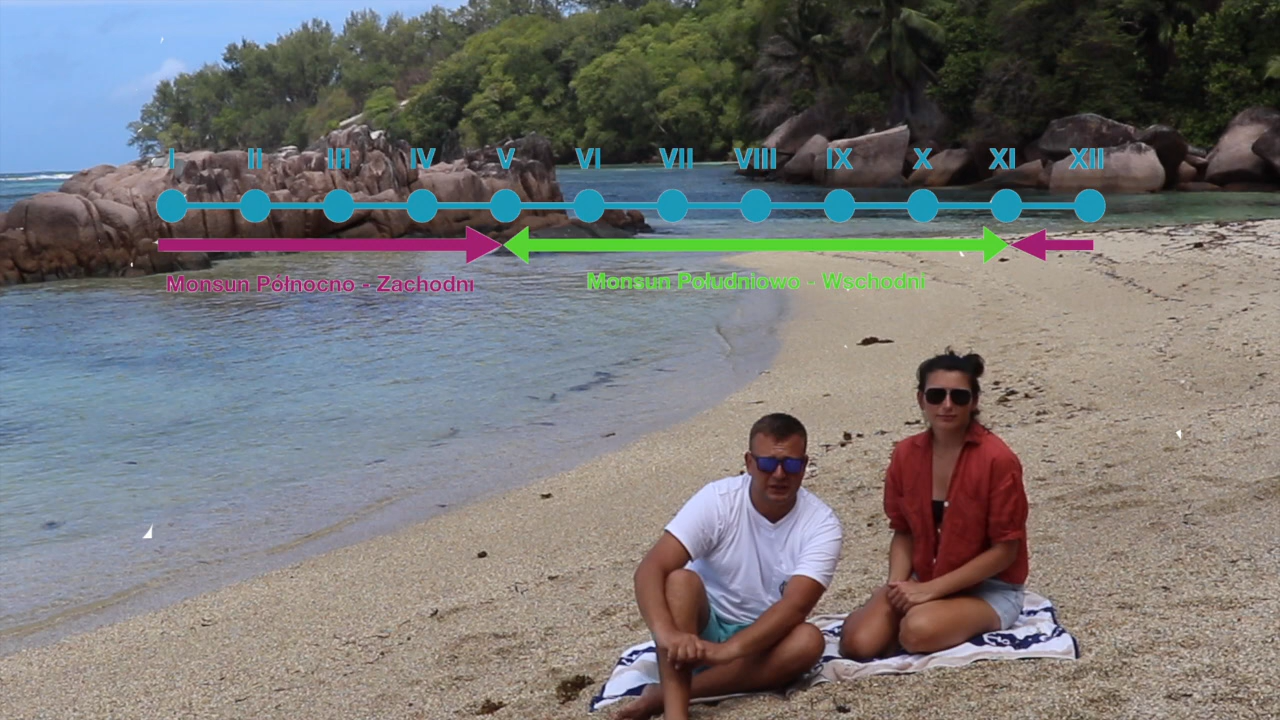 I II III IV V VI VII VIII IX X XI XII
Monsun Północno - Zachodni
Monsun Południowo - Wschodni